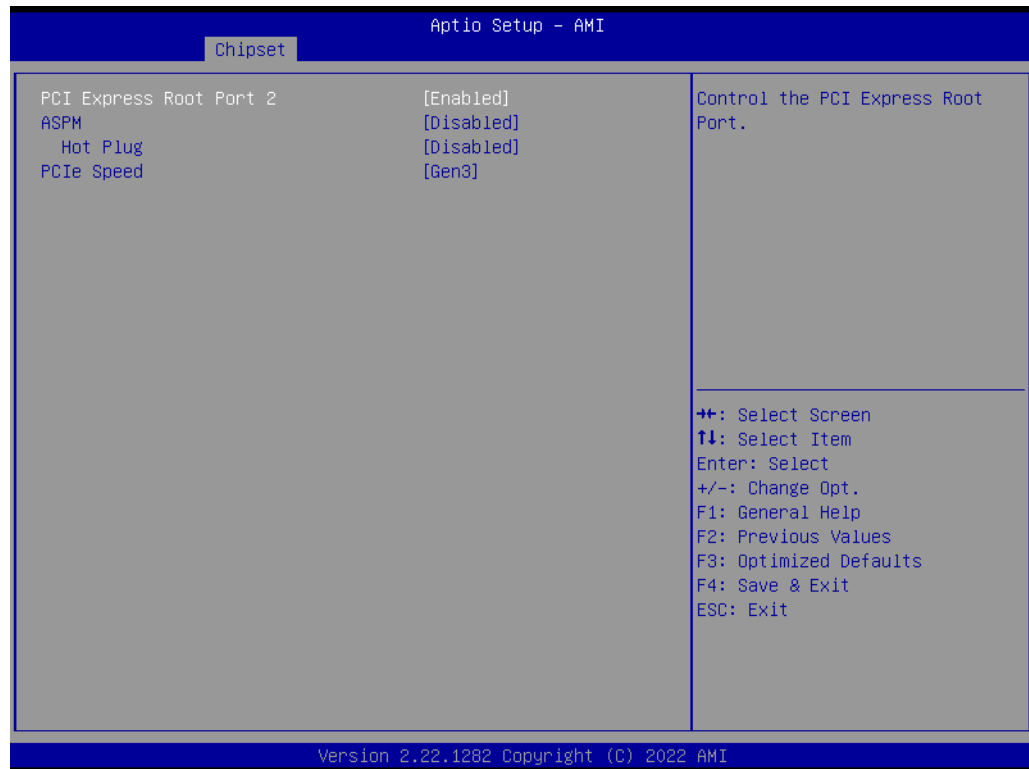 Aptio Setup – AMI
Chipset
PCI Express Root Port 2 [Enabled]
ASPM [Disabled]
Hot Plug [Disabled]
PCIe Speed [Gen3]
Control the PCI Express Root
Port.
→←: Select Screen
↑↓: Select Item
Enter: Select
+/-: Change Opt.
F1: General Help
F2: Previous Values
F3: Optimized Defaults
F4: Save & Exit
ESC: Exit
Version 2.22.1282 Copyright (C) 2022 AMI